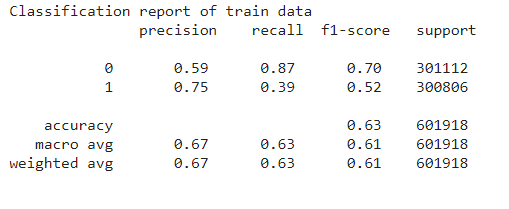 Classification report of train data
precision recall f1-score support
0 0.59 0.87 0.70 301112
1 0.75 0.39 0.52 300806
accuracy 0.63 601918
macro avg 0.67 0.63 0.61 601918
weighted avg 0.67 0.63 0.61 601918